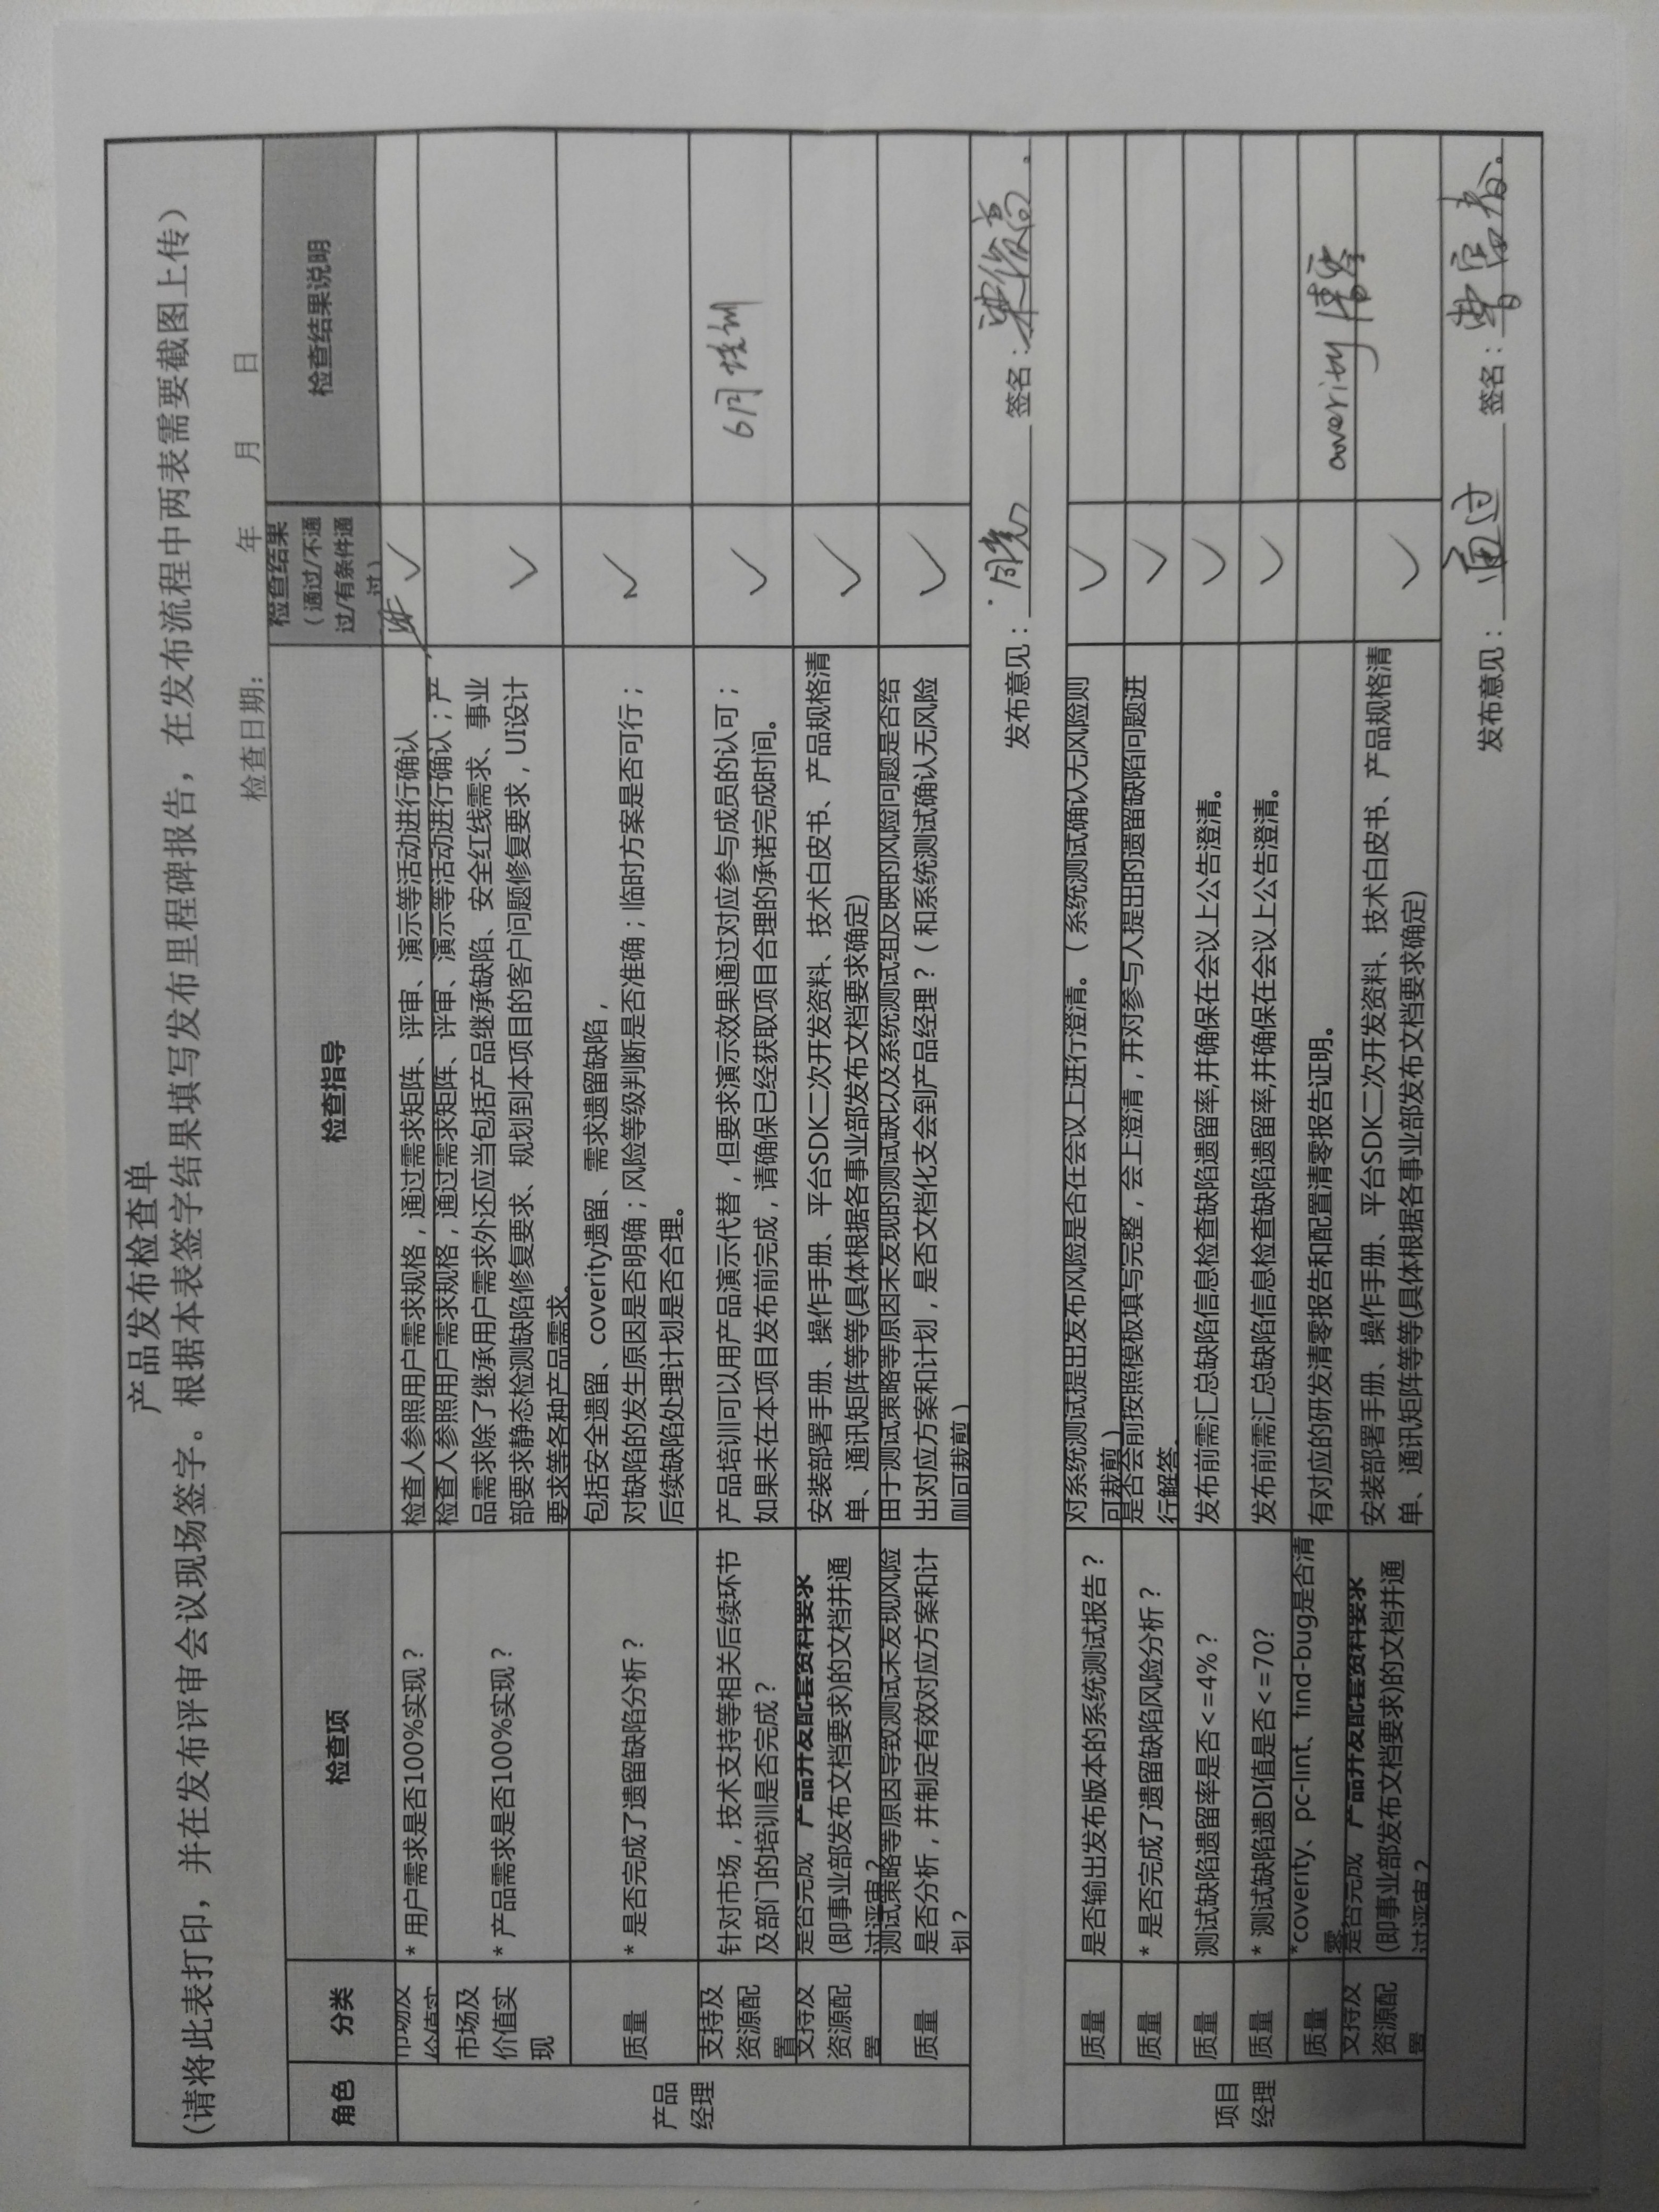 产品发布检查单
(请将此表打印，并在发布评审会议现场签字。根据本表签字结果填写发布里程碑报告，在发布流程中两表需要截图上传）
检查日期： 年 月 日
角色
分类
检查项
检查指导
检查结果
（通过/不通
过/有条件通
过）
检查结果说明
产品
经理
市场及
价值实
* 用户需求是否100%实现？
检查人参照用户需求规格，通过需求矩阵、评审、演示等活动进行确认
✓
市场及
价值实
现
* 产品需求是否100%实现？
检查人参照用户需求规格，通过需求矩阵、评审、演示等活动进行确认；产
品需求除了继承用户需求外还应当包括产品继承缺陷、安全红线需求、事业
部要求静态检测缺陷修复要求、规划到本项目的客户问题修复要求，UI设计
要求等各种产品需求。
✓
质量
* 是否完成了遗留缺陷分析？
包括安全遗留、coverity遗留、需求遗留缺陷，
对缺陷的发生原因是否明确；风险等级判断是否准确；临时方案是否可行；
后续缺陷处理计划是否合理。
✓
支持及
资源配
置
针对市场，技术支持等相关后续环节
及部门的培训是否完成？
产品培训可以用产品演示代替，但要求演示效果通过对应参与成员的认可；
如果未在本项目发布前完成，请确保已经获取项目合理的承诺完成时间。
✓
6月培训
支持及
资源配
置
是否完成 产品开发配套资料要求
(即事业部发布文档要求)的文档并通
过评审？
安装部署手册、操作手册、平台SDK二次开发资料、技术白皮书、产品规格清
单、通讯矩阵等等(具体根据各事业部发布文档要求确定)
✓
质量
测试策略等原因导致测试未发现风险
是否分析，并制定有效对应方案和计
划？
由于测试策略等原因未发现的测试缺以及系统测试组反映的风险问题是否给
出对应方案和计划，是否文档化支会到产品经理？（和系统测试确认无风险
则可裁剪）
✓
发布意见： 签名：
项目
经理
质量
是否输出发布版本的系统测试报告？
对系统测试提出发布风险是否在会议上进行澄清。（系统测试确认无风险则
可裁剪）
✓
质量
* 是否完成了遗留缺陷风险分析？
是否会前按照模板填写完整，会上澄清，开对参与人提出的遗留缺陷问题进
行解答。
✓
质量
测试缺陷遗留率是否<=4%？
发布前需汇总缺陷信息检查缺陷遗留率,并确保在会议上公告澄清。
✓
质量
* 测试缺陷遗DI值是否<=70?
发布前需汇总缺陷信息检查缺陷遗留率,并确保在会议上公告澄清。
✓
质量
*coverty、pc-lint、find-bug是否清
零
有对应的研发清零报告和配置清零报告证明。
coverity 清零
支持及
资源配
置
是否完成 产品开发配套资料要求
(即事业部发布文档要求)的文档并通
过评审？
安装部署手册、操作手册、平台SDK二次开发资料、技术白皮书、产品规格清
单、通讯矩阵等等(具体根据各事业部发布文档要求确定)
✓
发布意见：通过 签名：